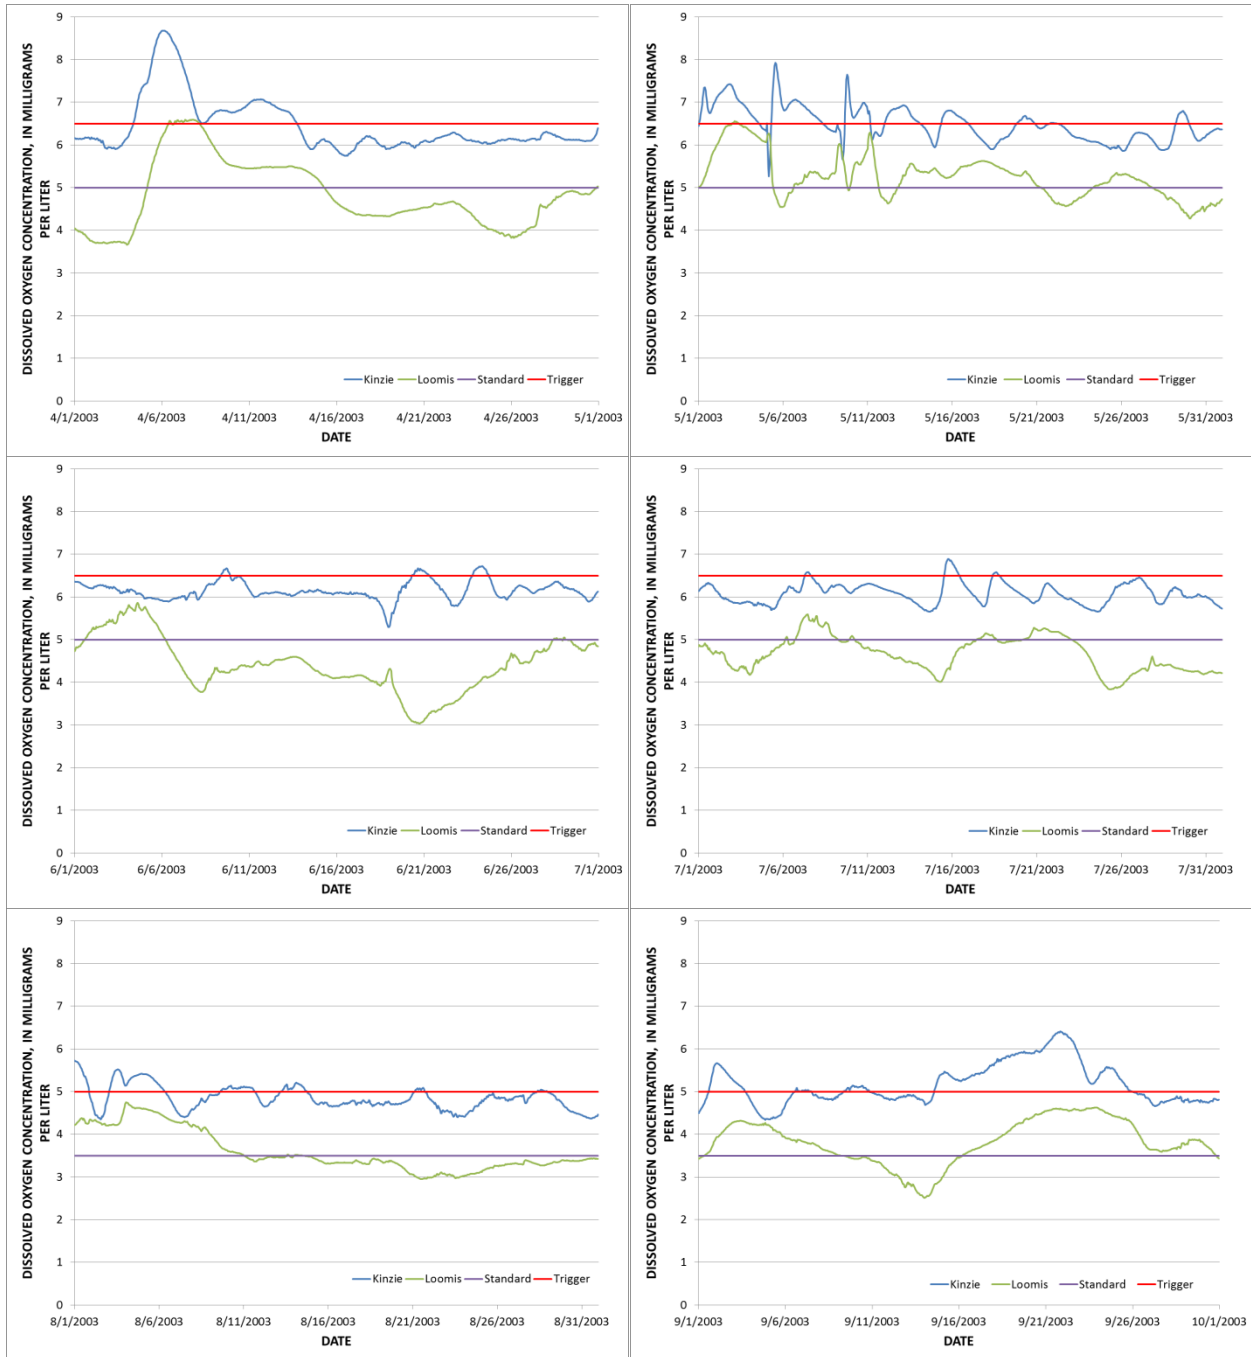 DISSOLVED OXYGEN CONCENTRATION, IN MILLIGRAMS
PER LITER
9
8
7
6
5
4
3
2
1
0
Kinzie Loomis Standard Trigger
4/1/2003 4/6/2003 4/11/2003 4/16/2003 4/21/2003 4/26/2003 5/1/2003
DATE
DISSOLVED OXYGEN CONCENTRATION, IN MILLIGRAMS
PER LITER
9
8
7
6
5
4
3
2
1
0
Kinzie Loomis Standard Trigger
5/1/2003 5/6/2003 5/11/2003 5/16/2003 5/21/2003 5/26/2003 5/31/2003
DATE
DISSOLVED OXYGEN CONCENTRATION, IN MILLIGRAMS
PER LITER
9
8
7
6
5
4
3
2
1
0
Kinzie Loomis Standard Trigger
6/1/2003 6/6/2003 6/11/2003 6/16/2003 6/21/2003 6/26/2003 7/1/2003
DATE
DISSOLVED OXYGEN CONCENTRATION, IN MILLIGRAMS
PER LITER
9
8
7
6
5
4
3
2
1
0
Kinzie Loomis Standard Trigger
7/1/2003 7/6/2003 7/11/2003 7/16/2003 7/21/2003 7/26/2003 7/31/2003
DATE
DISSOLVED OXYGEN CONCENTRATION, IN MILLIGRAMS
PER LITER
9
8
7
6
5
4
3
2
1
0
Kinzie Loomis Standard Trigger
8/1/2003 8/6/2003 8/11/2003 8/16/2003 8/21/2003 8/26/2003 8/31/2003
DATE
DISSOLVED OXYGEN CONCENTRATION, IN MILLIGRAMS
PER LITER
9
8
7
6
5
4
3
2
1
0
Kinzie Loomis Standard Trigger
9/1/2003 9/6/2003 9/11/2003 9/16/2003 9/21/2003 9/26/2003 10/1/2003
DATE